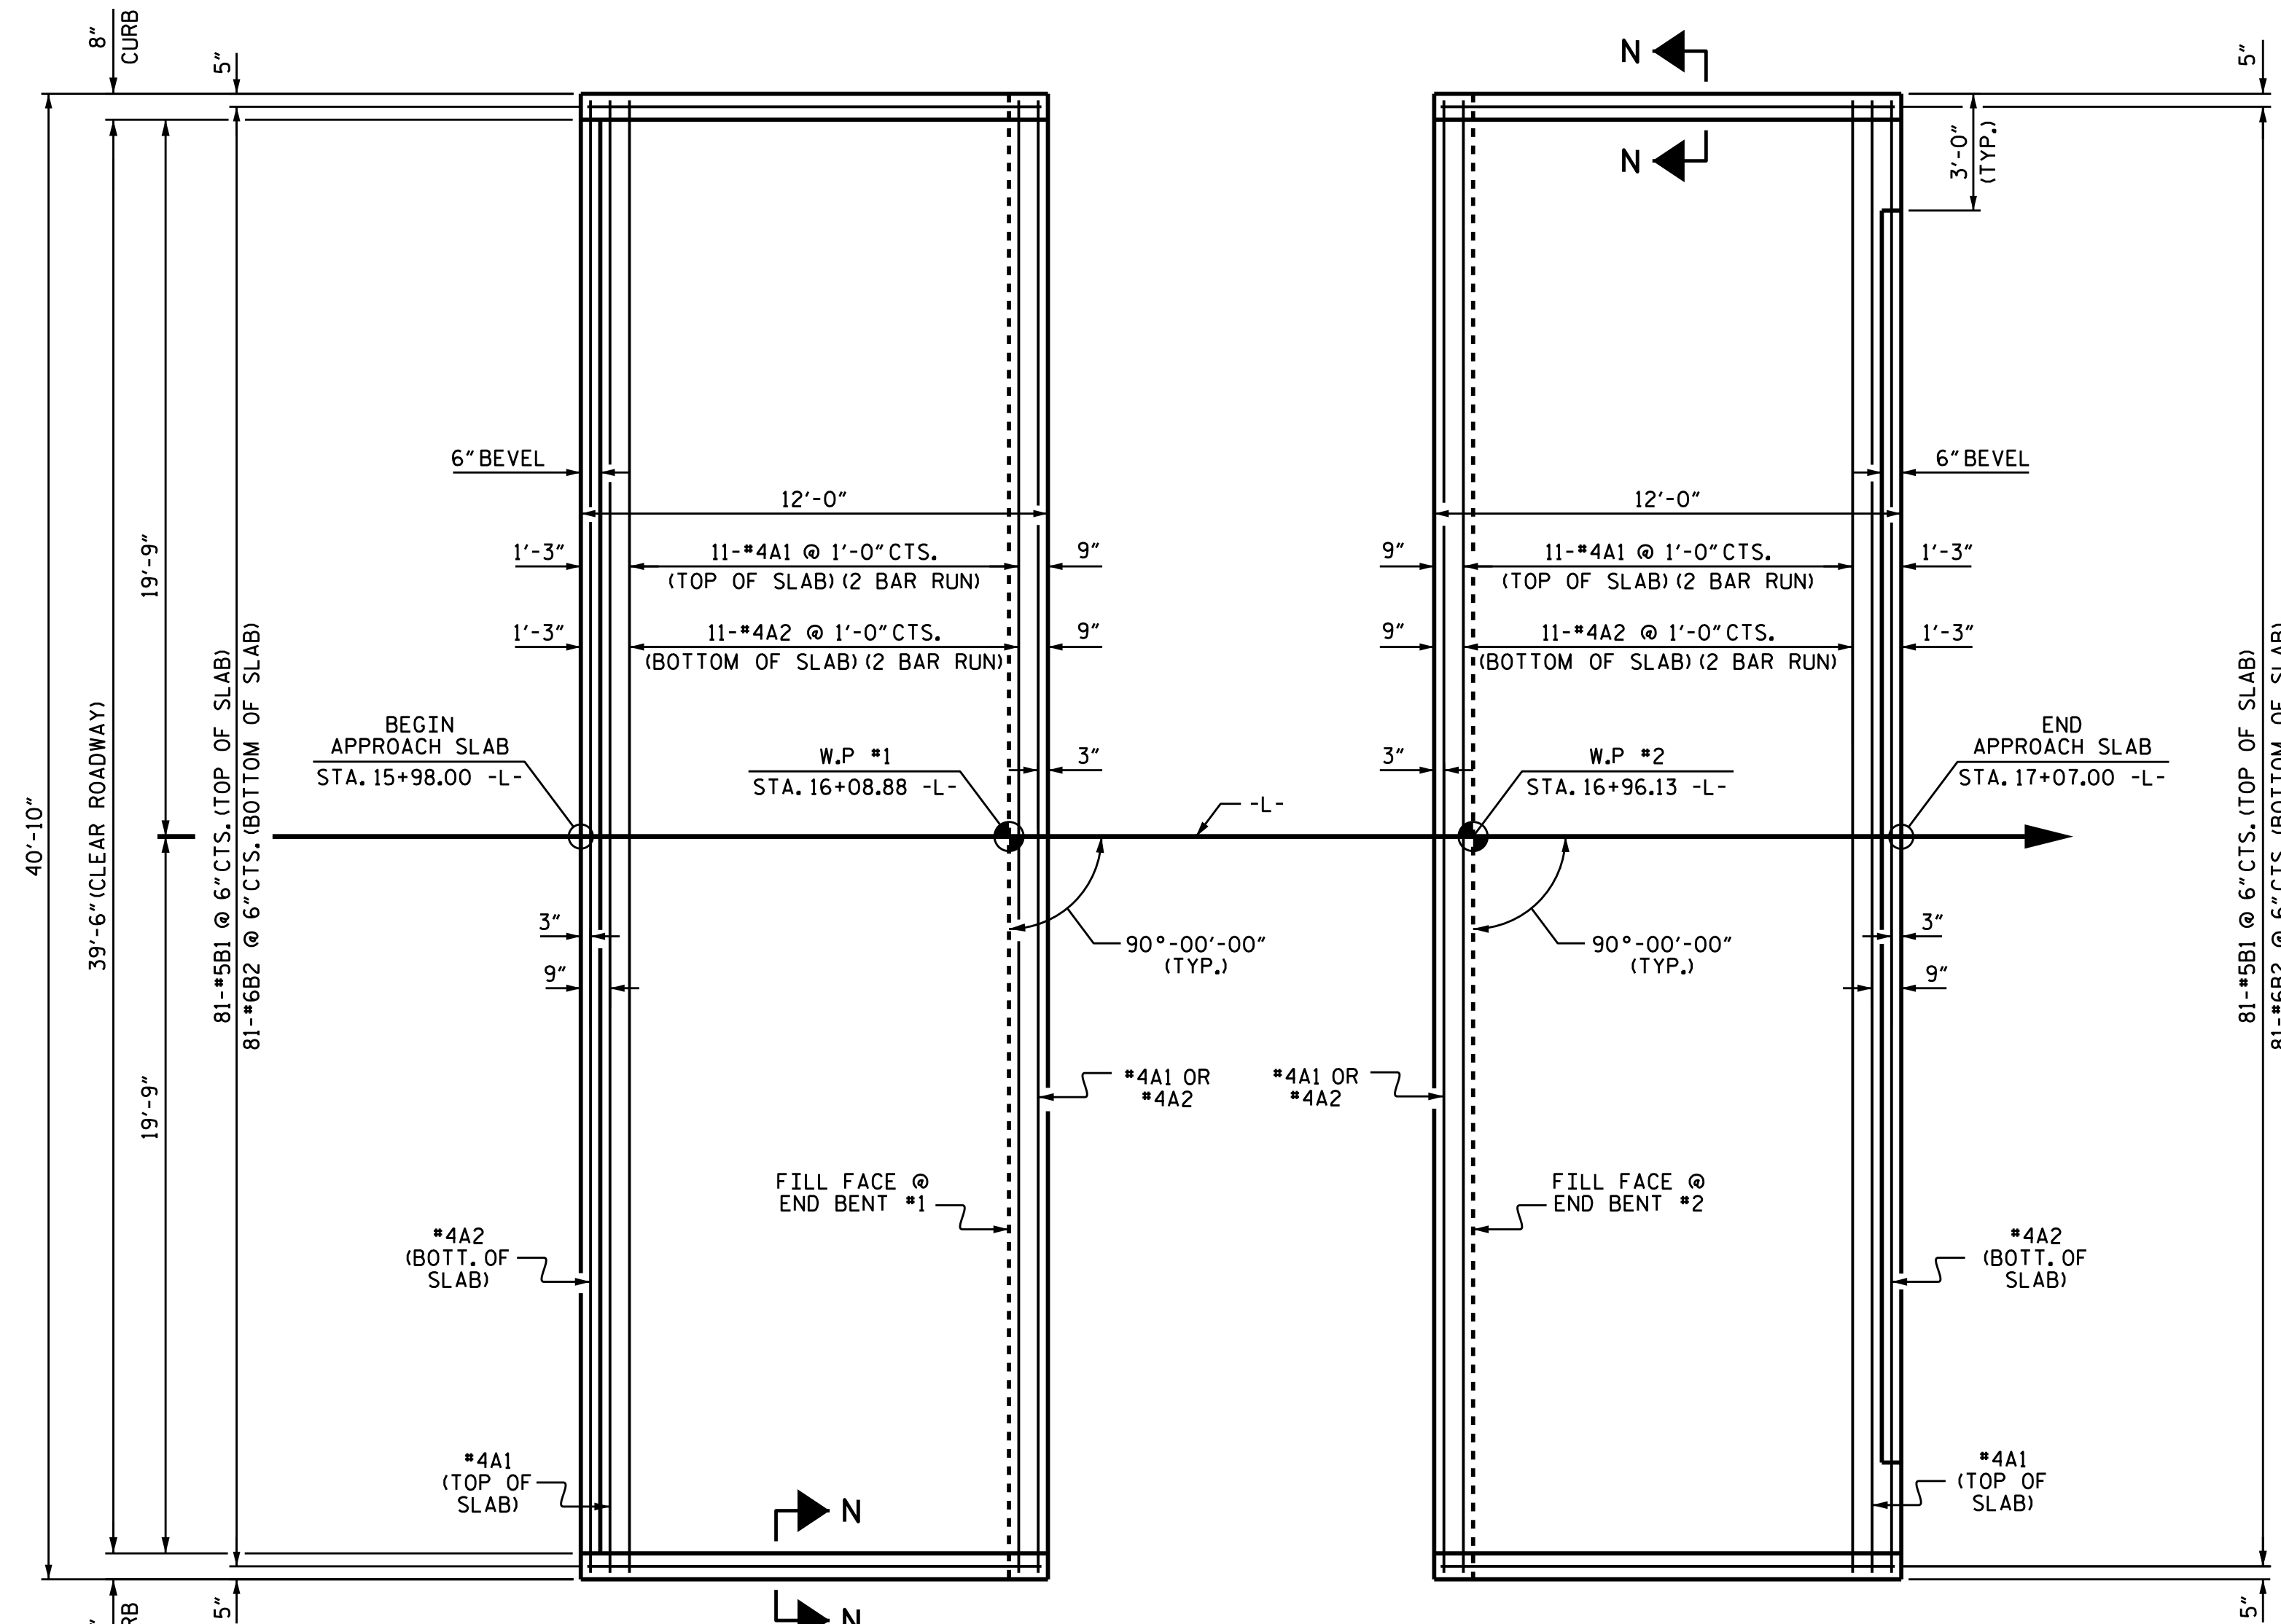 8"
CURB
5"
N
N
5"
3'-0"
(TYP.)
6" BEVEL
6" BEVEL
12'-0"
12'-0"
19'-9"
1'-3"
11-#4A1 @ 1'-0" CTS.
(TOP OF SLAB) (2 BAR RUN)
9"
9"
11-#4A1 @ 1'-0" CTS.
(TOP OF SLAB) (2 BAR RUN)
1'-3"
1'-3"
11-#4A2 @ 1'-0" CTS.
(BOTTOM OF SLAB) (2 BAR RUN)
9"
9"
11-#4A2 @ 1'-0" CTS.
(BOTTOM OF SLAB) (2 BAR RUN)
1'-3"
40'-10"
39'-6" (CLEAR ROADWAY)
81-#5B1 @ 6" CTS. (TOP OF SLAB)
81-#6B2 @ 6" CTS. (BOTTOM OF SLAB)
BEGIN
APPROACH SLAB
STA. 15+98.00 -L-
W.P #1
STA. 16+08.88 -L-
3"
3"
W.P #2
STA. 16+96.13 -L-
END
APPROACH SLAB
STA. 17+07.00 -L-
81-#5B1 @ 6" CTS. (TOP OF SLAB)
81-#6B2 @ 6" CTS. (BOTTOM OF SLAB)
-L-
3"
9"
90°-00'-00"
(TYP.)
90°-00'-00"
(TYP.)
3"
9"
19'-9"
#4A1 OR
#4A2
#4A1 OR
#4A2
FILL FACE @
END BENT #1
FILL FACE @
END BENT #2
#4A2
(BOTT. OF
SLAB)
#4A2
(BOTT. OF
SLAB)
#4A1
(TOP OF
SLAB)
#4A1
(TOP OF
SLAB)
N
N
5"
5"